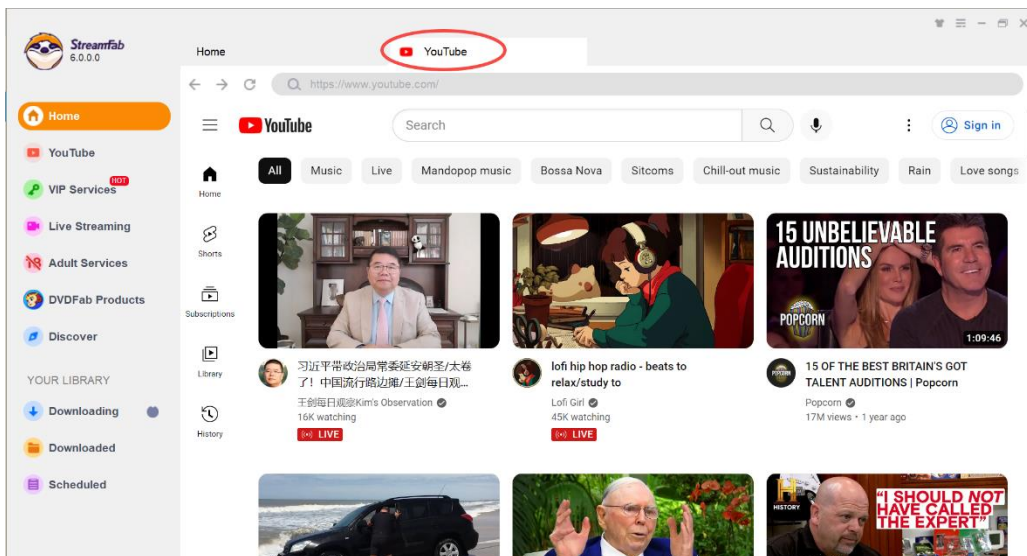 StreamFab
6.0.0.0
Home
YouTube
https://www.youtube.com/
Home
YouTube
VIP Services
HOT
Live Streaming
Adult Services
DVDFab Products
Discover
YOUR LIBRARY
Downloading
Downloaded
Scheduled
YouTube
Search
Sign in
Home
Shorts
Subscriptions
Library
History
All
Music
Live
Mandopop music
Bossa Nova
Sitcoms
Chill-out music
Sustainability
Rain
Love songs
习近平带政治局常委延安朝圣/太卷
了！中国流行路边摊/王剑每日观...
王剑每日观察Kim's Observation
16K watching
LIVE
lofi hip hop radio - beats to
relax/study to
Lofi Girl
45K watching
LIVE
15 UNBELIEVABLE
AUDITIONS
POPCORN
1:09:46
POPCORN
15 OF THE BEST BRITAIN'S GOT
TALENT AUDITIONS | Popcorn
Popcorn
17M views • 1 year ago
HISTORY
"I SHOULD NOT
HAVE CALLED
THE EXPERT"